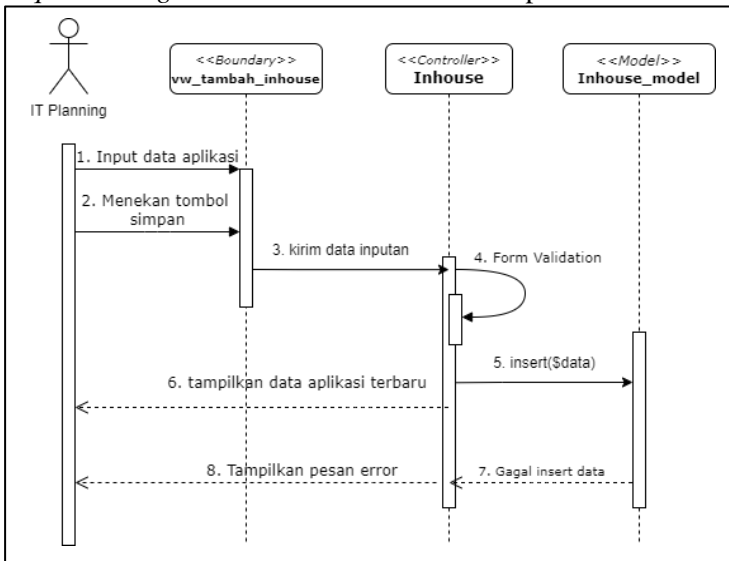 <<Boundary>>
vw_tambah_inhouse
<<Controller>>
Inhouse
<<Model>>
Inhouse_model
IT Planning
1. Input data aplikasi
2. Menekan tombol
simpan
3. kirim data inputan
4. Form Validation
5. insert($data)
6. tampilkan data aplikasi terbaru
7. Gagal insert data
8. Tampilkan pesan error